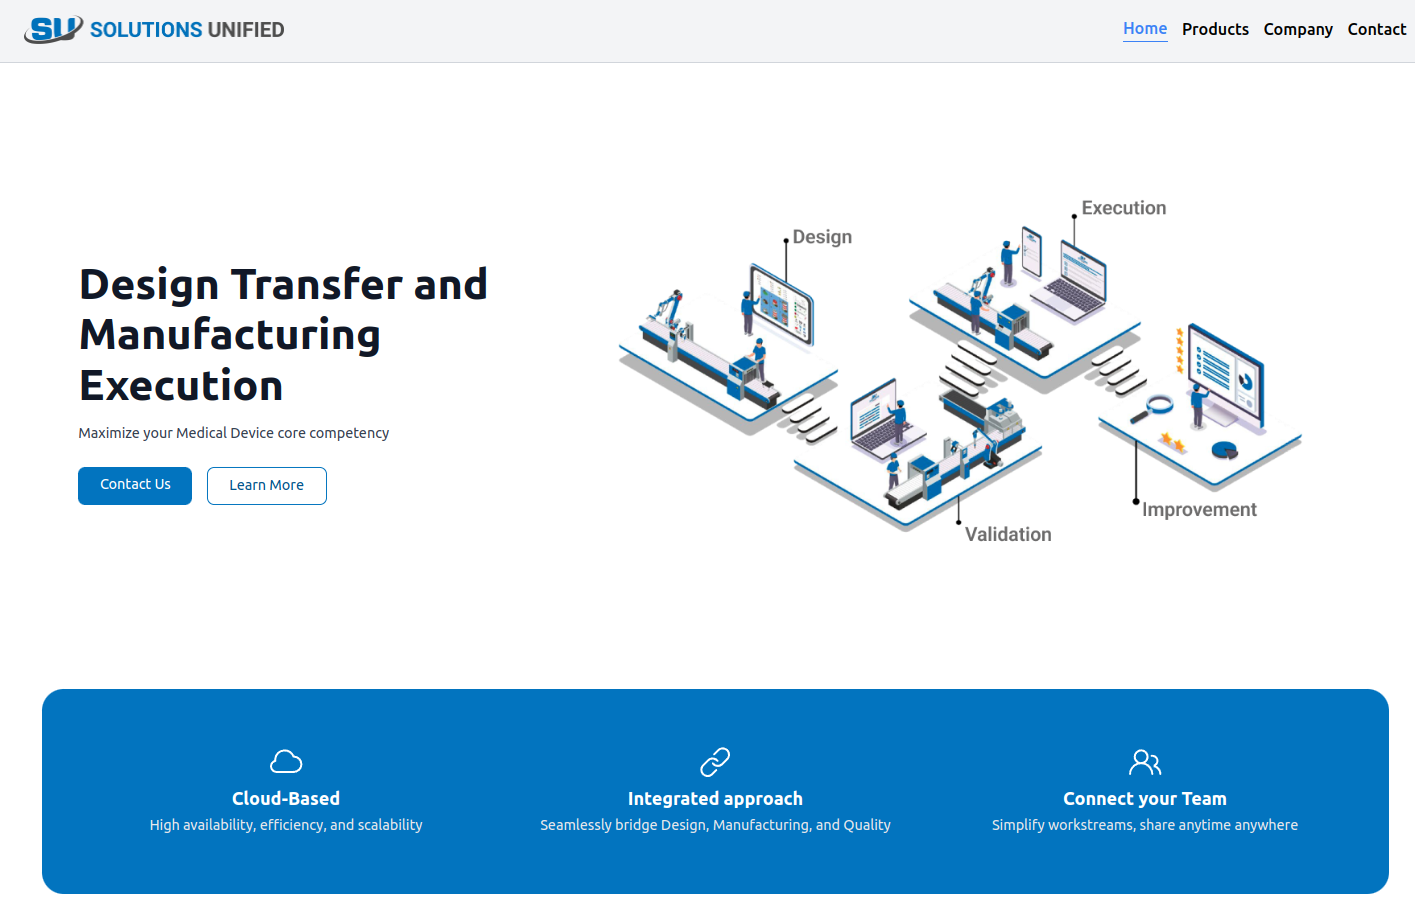 SU SOLUTIONS UNIFIED
Home Products Company Contact
Design Transfer and
Manufacturing
Execution
Maximize your Medical Device core competency
Contact Us
Learn More
Design
Execution
Validation
Improvement
Cloud-Based
High availability, efficiency, and scalability
Integrated approach
Seamlessly bridge Design, Manufacturing, and Quality
Connect your Team
Simplify workstreams, share anytime anywhere